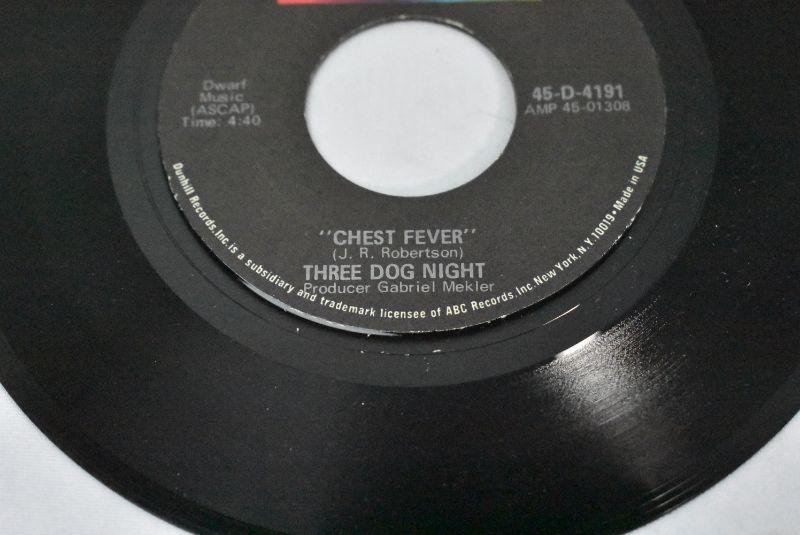 Dwarf
Music
(ASCAP)
Time: 4:40
45-D-4191
AMP 45-01308
"CHEST FEVER"
(J. R. Robertson)
THREE DOG NIGHT
Producer Gabriel Mekler
Dunhill Records, Inc. is a subsidiary and trademark licensee of ABC Records, Inc. New York, N.Y. 10019 • Made in USA